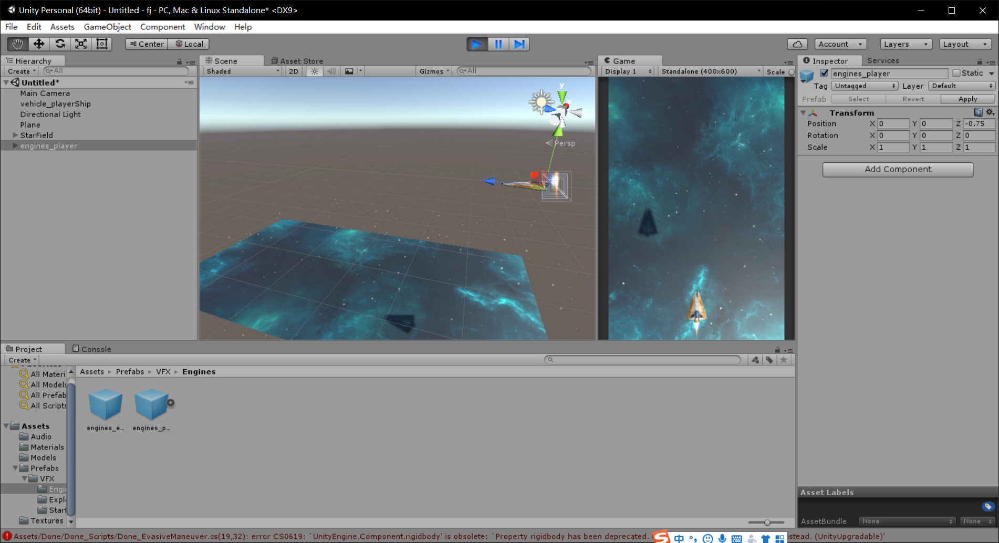 Unity Personal (64bit) - Untitled - fj - PC, Mac & Linux Standalone* <DX9>
File Edit Assets GameObject Component Window Help
Center Local Account Layers Layout
Hierarchy
Create All
Untitled*
Main Camera
vehicle_playerShip
Directional Light
Plane
StarField
engines_player
Scene Asset Store
Shaded 2D Gizmos All
y
x
Persp
Game
Display 1 Standalone (400x600) Scale
Inspector Services
engines_player Static
Tag Untagged Layer Default
Prefab Select Revert Apply
Transform
Position X 0 Y 0 Z -0.75
Rotation X 0 Y 0 Z 0
Scale X 1 Y 1 Z 1
Add Component
Project Console
Create
All Materi
All Models
All Prefab
All Scripts
Assets
Audio
Materials
Models
Prefabs
VFX
Engi
Explo
Starf
Textures
Assets Prefabs VFX Engines
engines_e... engines_p...
Asset Labels
AssetBundle None None
Assets/Done/Done_Scripts/Done_EvasiveManeuver.cs(19,32): error CS0619: `UnityEngine.Component.rigidbody' is obsolete: `Property rigidbody has been deprecated. 中 nstead. (UnityUpgradable)'